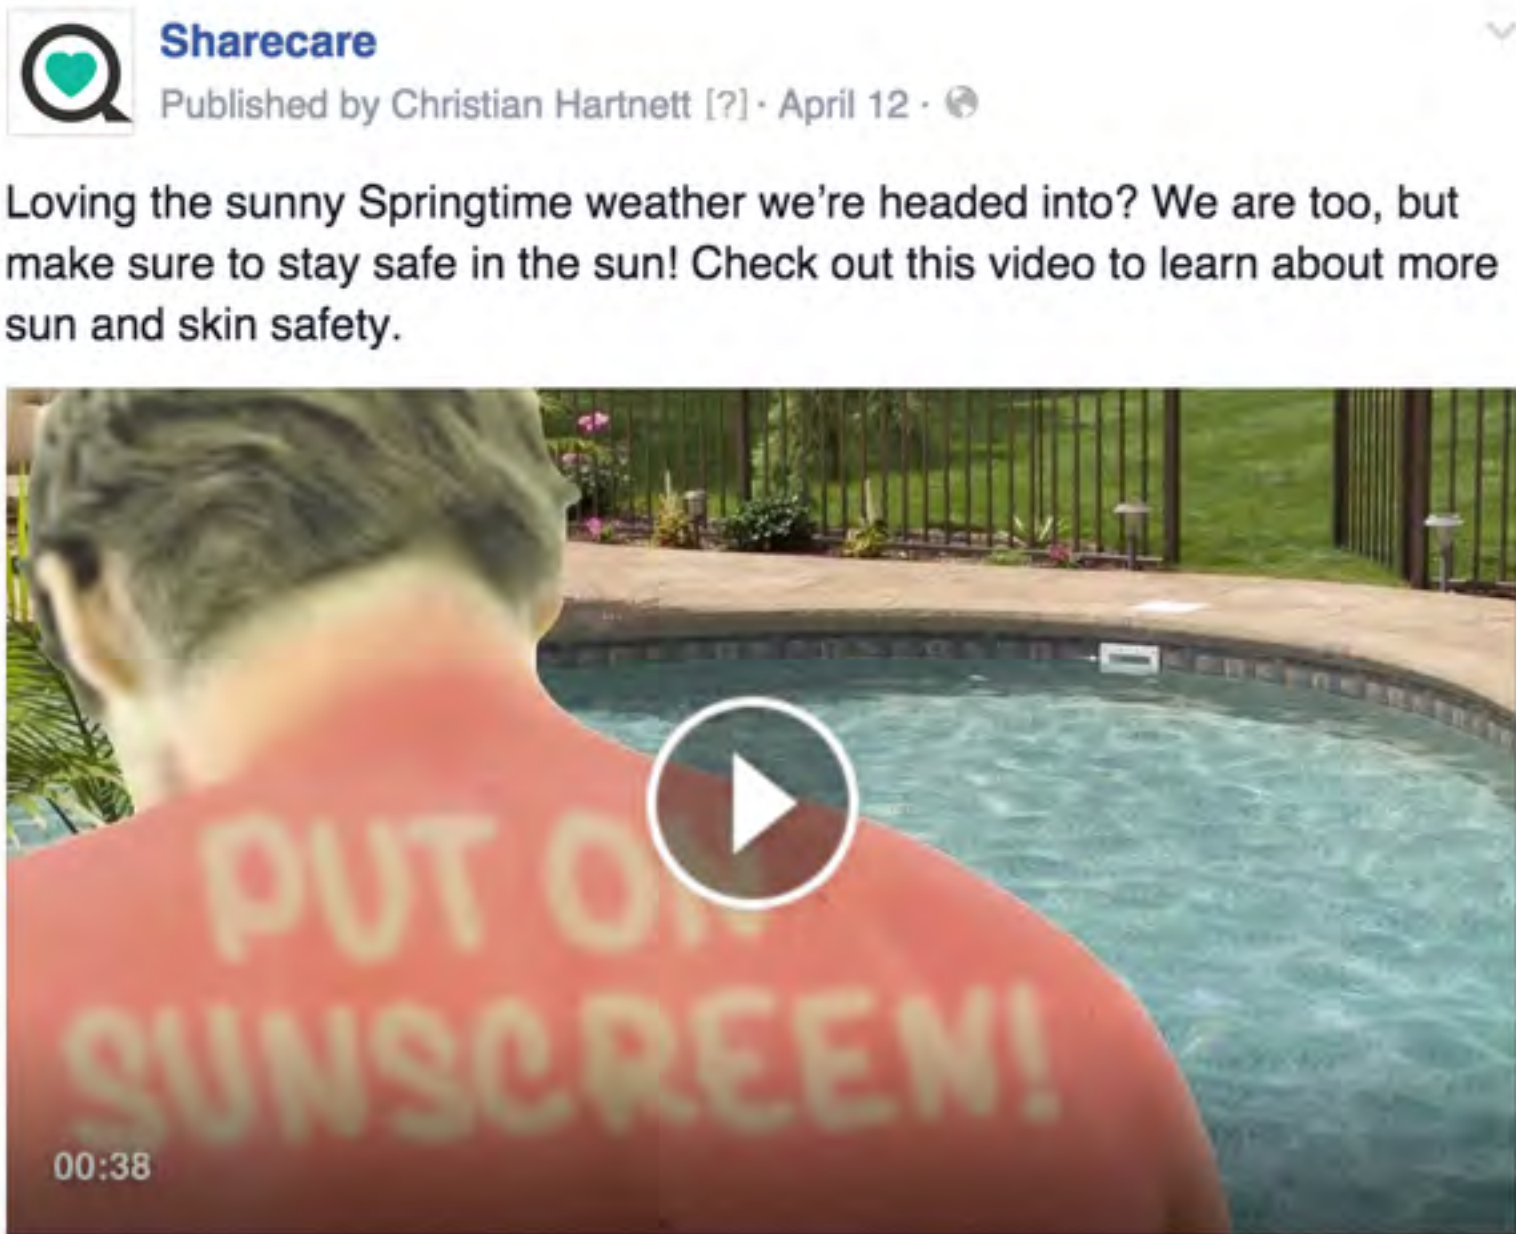 Sharecare
Published by Christian Hartnett [?] · April 12 ·
Loving the sunny Springtime weather we're headed into? We are too, but
make sure to stay safe in the sun! Check out this video to learn about more
sun and skin safety.
PUT ON
SUNSCREEN!
00:38